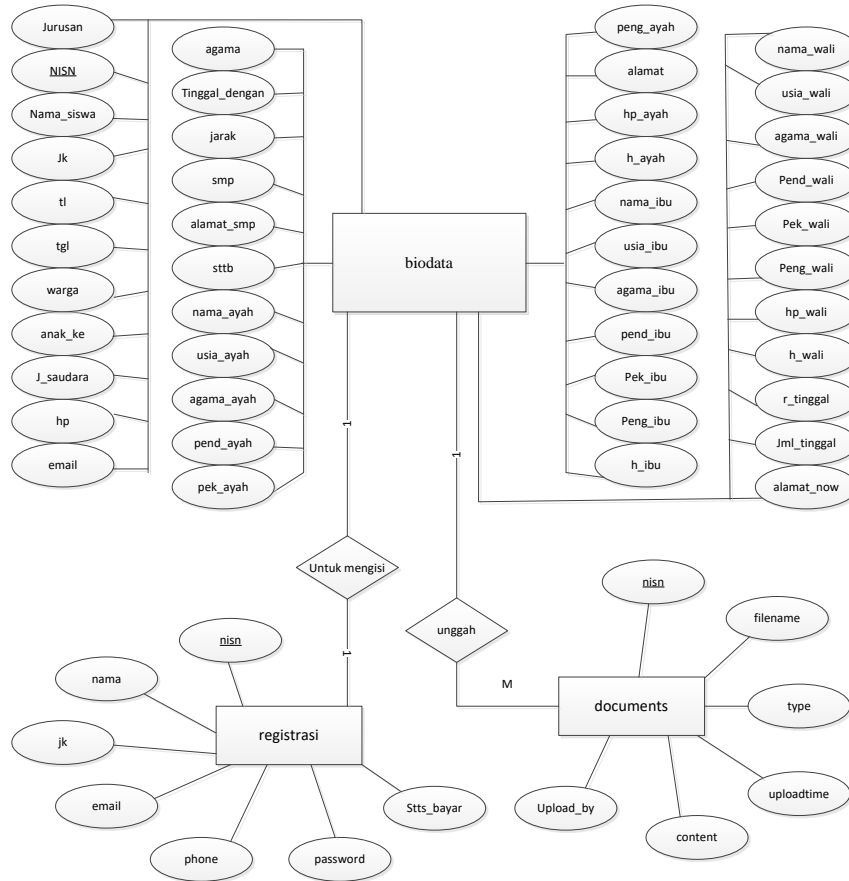 Jurusan
NISN
Nama_siswa
Jk
tl
tgl
warga
anak_ke
J_saudara
hp
email
agama
Tinggal_dengan
jarak
smp
alamat_smp
sttb
nama_ayah
usia_ayah
agama_ayah
pend_ayah
pek_ayah
biodata
peng_ayah
alamat
hp_ayah
h_ayah
nama_ibu
usia_ibu
agama_ibu
pend_ibu
Pek_ibu
Peng_ibu
h_ibu
nama_wali
usia_wali
agama_wali
Pend_wali
Pek_wali
Peng_wali
hp_wali
h_wali
r_tinggal
Jml_tinggal
alamat_now
1
1
Untuk mengisi
unggah
1
M
nisn
nama
jk
email
phone
password
Stts_bayar
registrasi
nisn
filename
type
uploadtime
content
Upload_by
documents